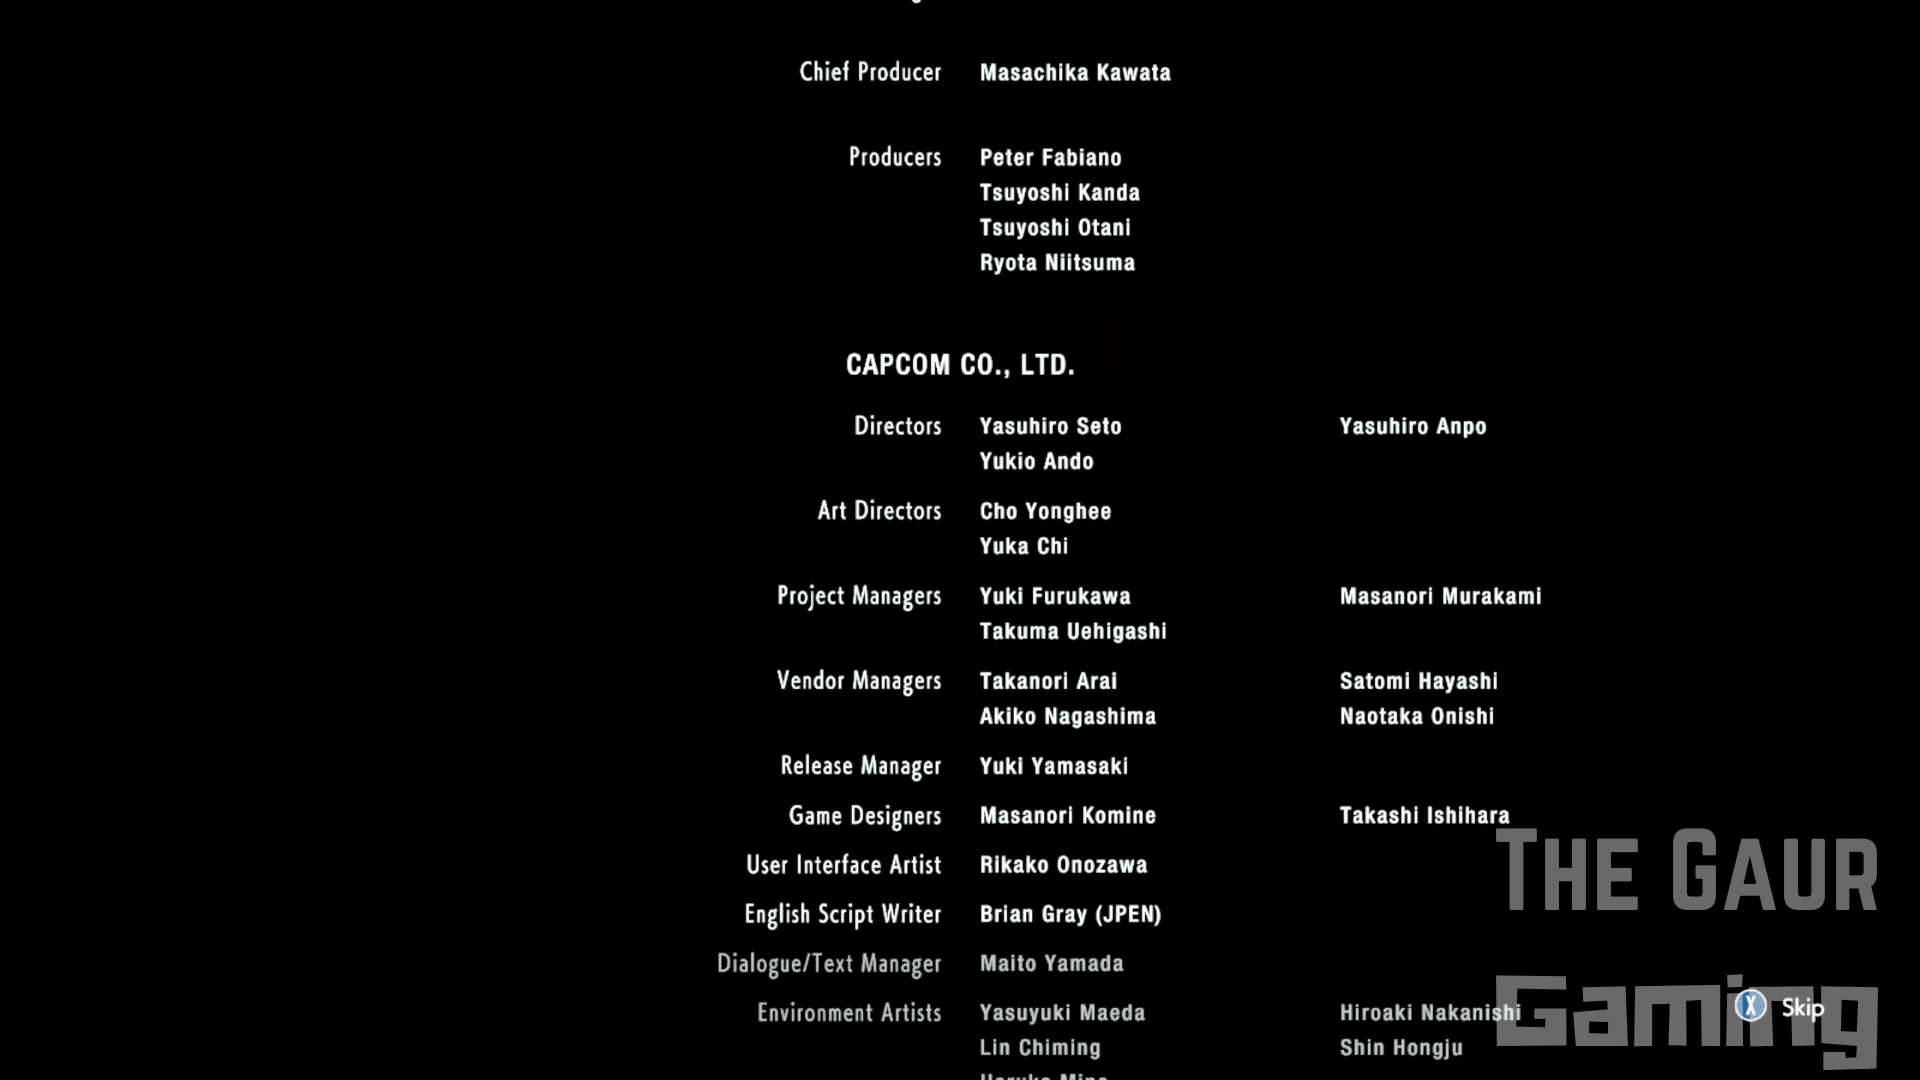 Chief Producer Masachika Kawata
Producers Peter Fabiano
Tsuyoshi Kanda
Tsuyoshi Otani
Ryota Niitsuma
CAPCOM CO., LTD.
Directors Yasuhiro Seto Yasuhiro Anpo
Yukio Ando
Art Directors Cho Yonghee
Yuka Chi
Project Managers Yuki Furukawa Masanori Murakami
Takuma Uehigashi
Vendor Managers Takanori Arai Satomi Hayashi
Akiko Nagashima Naotaka Onishi
Release Manager Yuki Yamasaki
Game Designers Masanori Komine Takashi Ishihara
User Interface Artist Rikako Onozawa
English Script Writer Brian Gray (JPEN)
Dialogue/Text Manager Maito Yamada
Environment Artists Yasuyuki Maeda Hiroaki Nakanishi
Lin Chiming Shin Hongju
THE GAUR
Gaming
X Skip